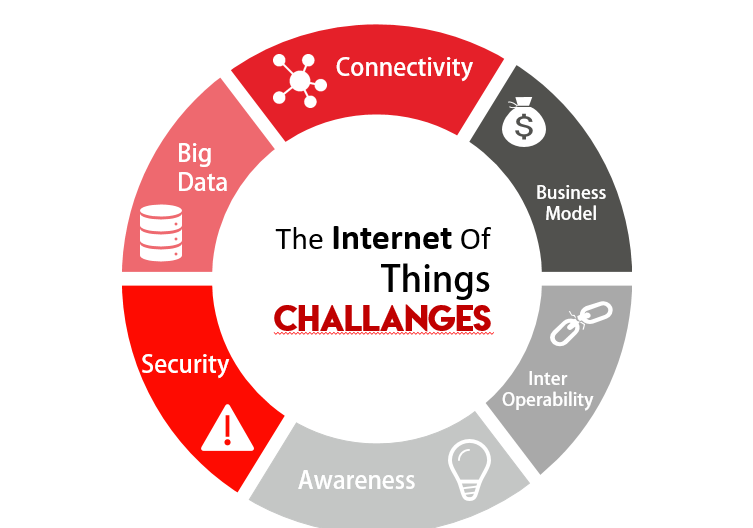 Connectivity
Business
Model
Inter
Operability
Awareness
Security
Big
Data
The Internet Of
Things
CHALLANGES
$
!